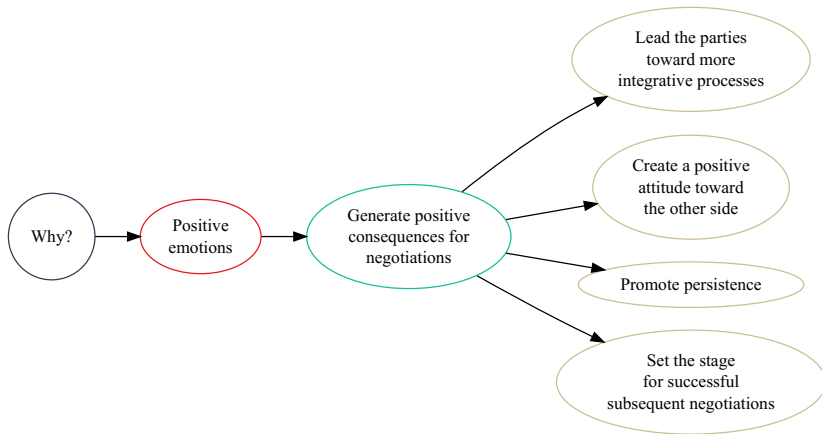 Why?
Positive
emotions
Generate positive
consequences for
negotiations
Lead the parties
toward more
integrative processes
Create a positive
attitude toward
the other side
Promote persistence
Set the stage
for successful
subsequent negotiations